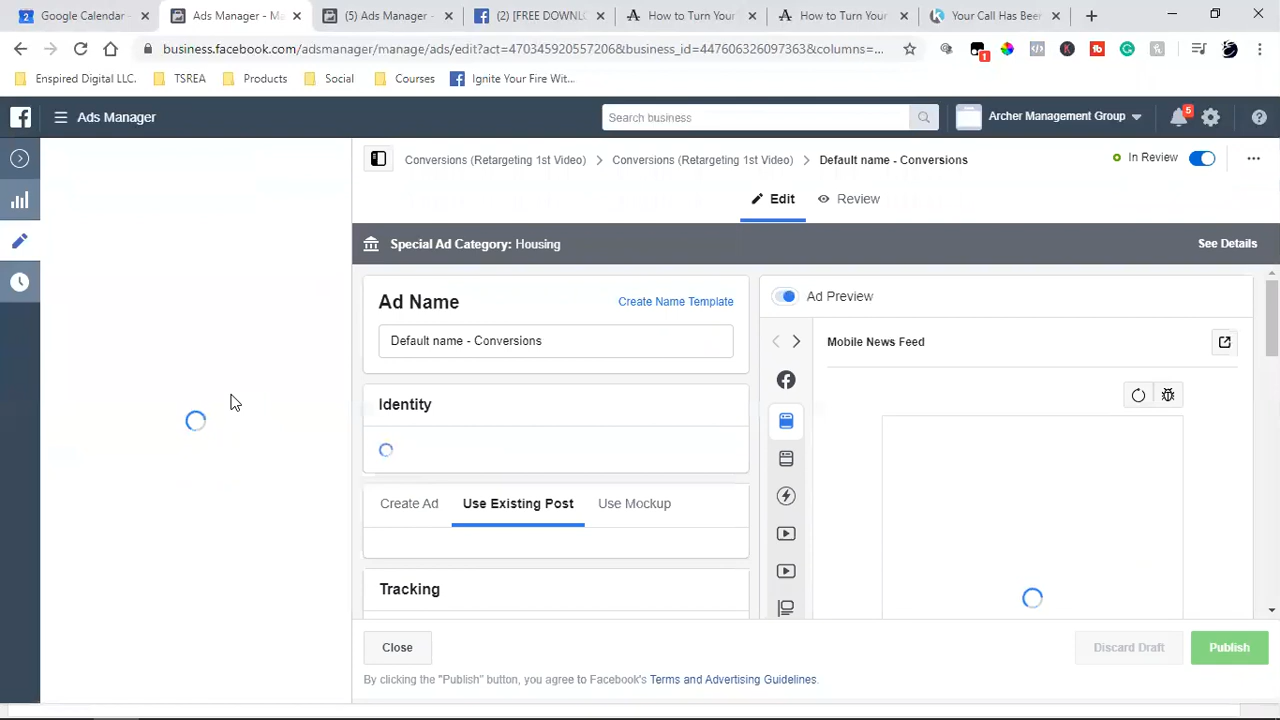 2 Google Calendar -
Ads Manager - Ma
(5) Ads Manager -
(2) [FREE DOWNLO
How to Turn Your
How to Turn Your
Your Call Has Been
business.facebook.com/adsmanager/manage/ads/edit?act=470345920557206&business_id=447606326097363&columns=...
1
Enspired Digital LLC.
TSREA
Products
Social
Courses
Ignite Your Fire Wit...
Ads Manager
Search business
Archer Management Group
5
Conversions (Retargeting 1st Video)
Conversions (Retargeting 1st Video)
Default name - Conversions
In Review
Edit
Review
Special Ad Category: Housing
See Details
Ad Name
Create Name Template
Default name - Conversions
Identity
Create Ad
Use Existing Post
Use Mockup
Tracking
Ad Preview
Mobile News Feed
Close
Discard Draft
Publish
By clicking the "Publish" button, you agree to Facebook's Terms and Advertising Guidelines.